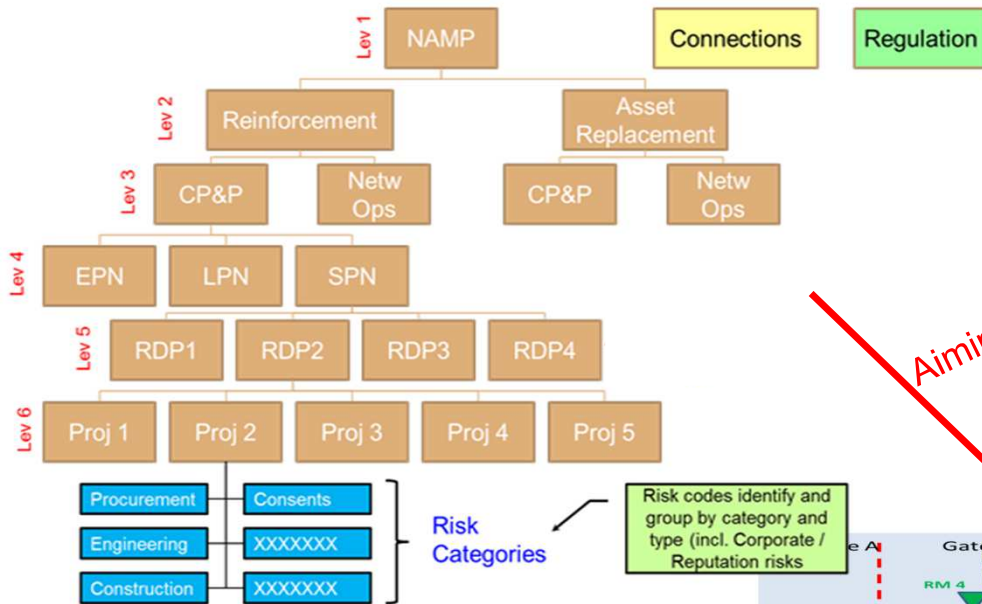 Lev 1
NAMP
Connections
Regulation
Lev 2
Reinforcement
Asset
Replacement
Lev 3
CP&P
Netw
Ops
CP&P
Netw
Ops
Lev 4
EPN
LPN
SPN
Lev 5
RDP1
RDP2
RDP3
RDP4
Lev 6
Proj 1
Proj 2
Proj 3
Proj 4
Proj 5
Procurement
Consents
Engineering
XXXXXXX
Construction
XXXXXXX
Risk
Categories
Risk codes identify and
group by category and
type (incl. Corporate /
Reputation risks
A
RM 4